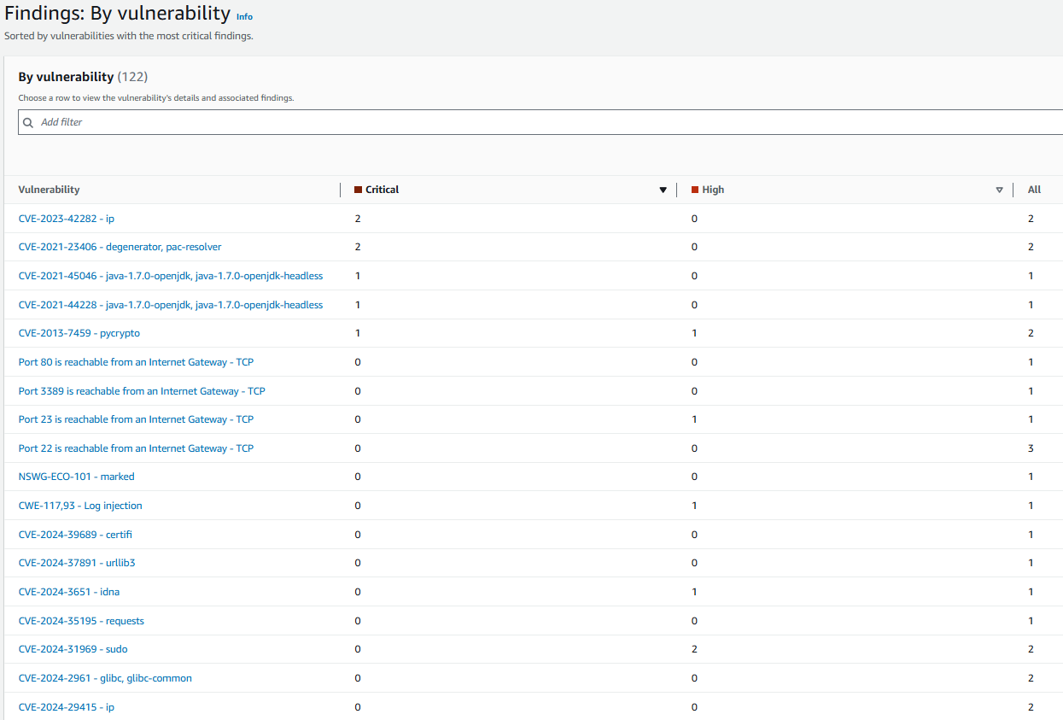 Findings: By vulnerability Info
Sorted by vulnerabilities with the most critical findings.
By vulnerability (122)
Choose a row to view the vulnerability's details and associated findings.
Add filter
Vulnerability Critical High All
CVE-2023-42282 - ip 2 0 2
CVE-2021-23406 - degenerator, pac-resolver 2 0 2
CVE-2021-45046 - java-1.7.0-openjdk, java-1.7.0-openjdk-headless 1 0 1
CVE-2021-44228 - java-1.7.0-openjdk, java-1.7.0-openjdk-headless 1 0 1
CVE-2013-7459 - pycrypto 1 1 2
Port 80 is reachable from an Internet Gateway - TCP 0 0 1
Port 3389 is reachable from an Internet Gateway - TCP 0 0 1
Port 23 is reachable from an Internet Gateway - TCP 0 1 1
Port 22 is reachable from an Internet Gateway - TCP 0 0 3
NSWG-ECO-101 - marked 0 0 1
CWE-117,93 - Log injection 0 1 1
CVE-2024-39689 - certifi 0 0 1
CVE-2024-37891 - urllib3 0 0 1
CVE-2024-3651 - idna 0 1 1
CVE-2024-35195 - requests 0 0 1
CVE-2024-31969 - sudo 0 2 2
CVE-2024-2961 - glibc, glibc-common 0 0 2
CVE-2024-29415 - ip 0 0 2